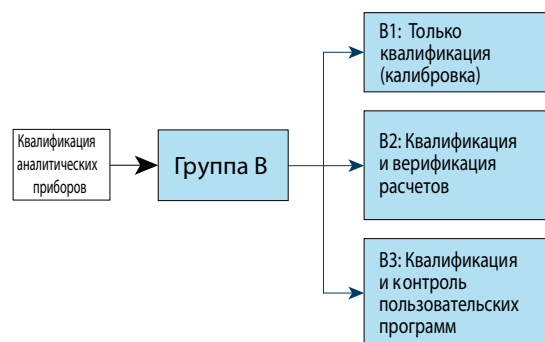 Квалификация
аналитических
приборов
Группа В
В1: Только
квалификация
(калибровка)
В2: Квалификация
и верификация
расчетов
В3: Квалификация
и контроль
пользовательских
программ